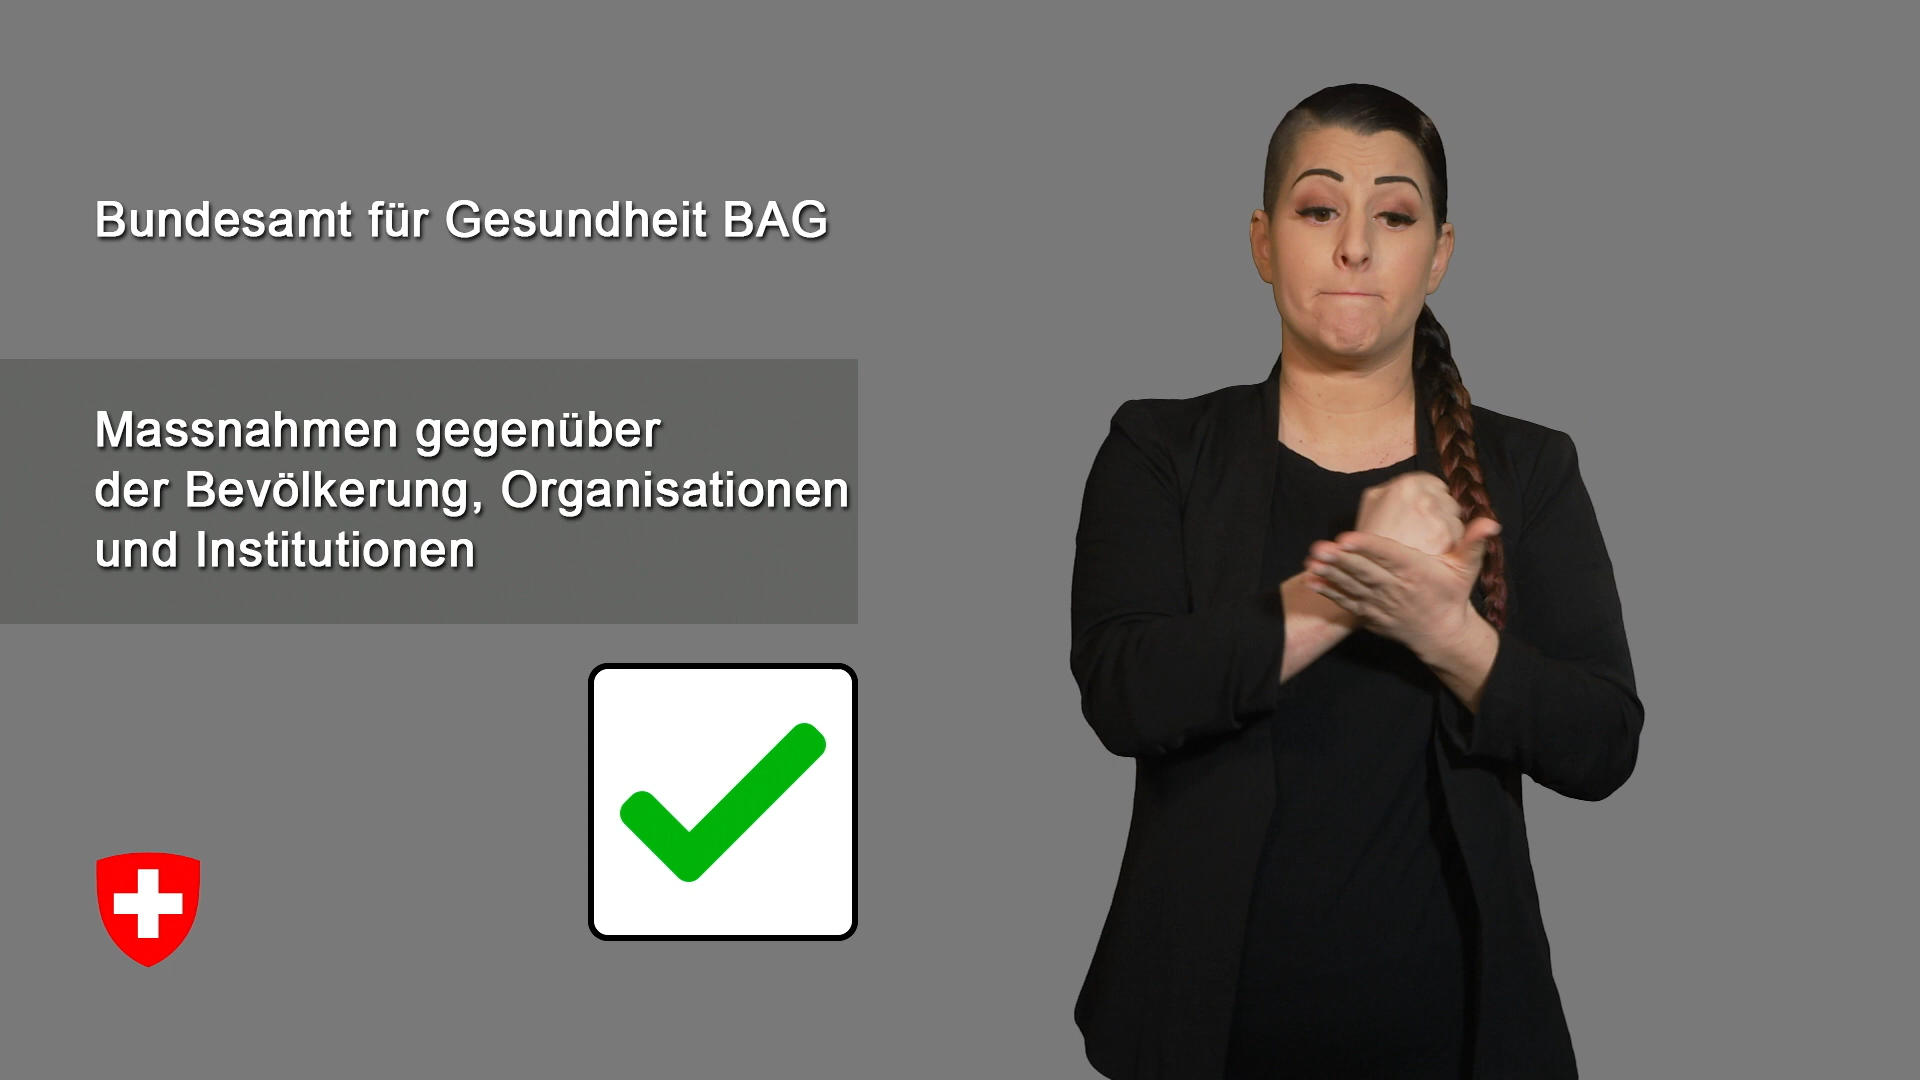 Bundesamt für Gesundheit BAG
Massnahmen gegenüber
der Bevölkerung, Organisationen
und Institutionen